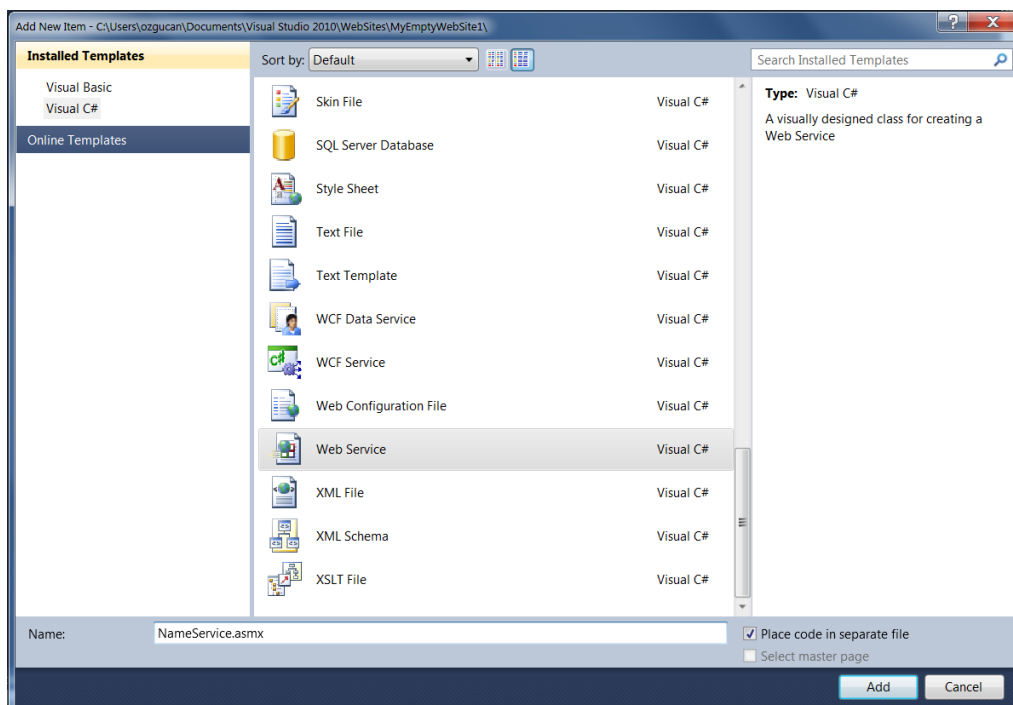 Add New Item - C:\Users\ozgucan\Documents\Visual Studio 2010\WebSites\MyEmptyWebSite1\
Installed Templates
Visual Basic
Visual C#
Online Templates
Sort by: Default
Search Installed Templates
Skin File Visual C#
SQL Server Database Visual C#
Style Sheet Visual C#
Text File Visual C#
Text Template Visual C#
WCF Data Service Visual C#
WCF Service Visual C#
Web Configuration File Visual C#
Web Service Visual C#
XML File Visual C#
XML Schema Visual C#
XSLT File Visual C#
Type: Visual C#
A visually designed class for creating a
Web Service
Name: NameService.asmx
Place code in separate file
Select master page
Add Cancel